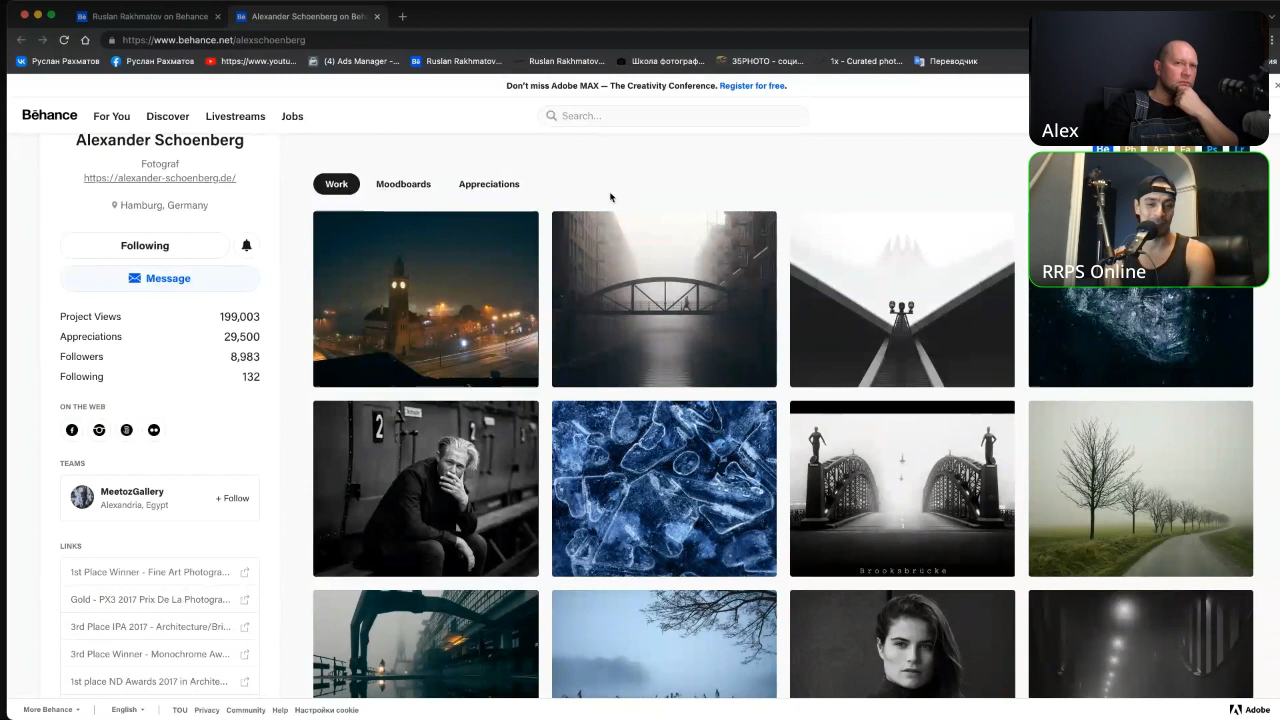 Ruslan Rakhmatov on Behance
Alexander Schoenberg on Beh
https://www.behance.net/alexschoenberg
Руслан Рахматов
Руслан Рахматов
https://www.youtu...
(4) Ads Manager -...
Ruslan Rakhmatov...
Ruslan Rakhmatov...
Школа фотограф...
35PHOTO - соци...
1x - Curated phot...
Переводчик
Don't miss Adobe MAX — The Creativity Conference. Register for free.
Bēhance
For You
Discover
Livestreams
Jobs
Search...
Alex
RRPS Online
Alexander Schoenberg
Fotograf
https://alexander-schoenberg.de/
Hamburg, Germany
Following
Message
Project Views 199,003
Appreciations 29,500
Followers 8,983
Following 132
ON THE WEB
TEAMS
MeetozGallery
Alexandria, Egypt
+ Follow
LINKS
1st Place Winner - Fine Art Photogra...
Gold - PX3 2017 Prix De La Photogra...
3rd Place IPA 2017 - Architecture/Bri...
3rd Place Winner - Monochrome Aw...
1st place ND Awards 2017 in Archite...
Work
Moodboards
Appreciations
2
2
Brooksbrücke
More Behance
English
TOU
Privacy
Community
Help
Настройки cookie
Adobe